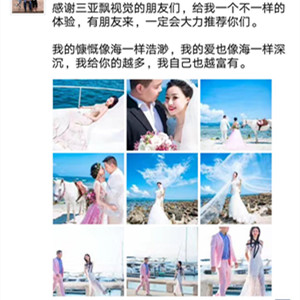 感谢三亚飘视觉的朋友们，给我一个不一样的
体验，有朋友来，一定会大力推荐你们。
我的慷慨像海一样浩渺，我的爱也像海一样深
沉，我给你的越多，我自己也越富有。